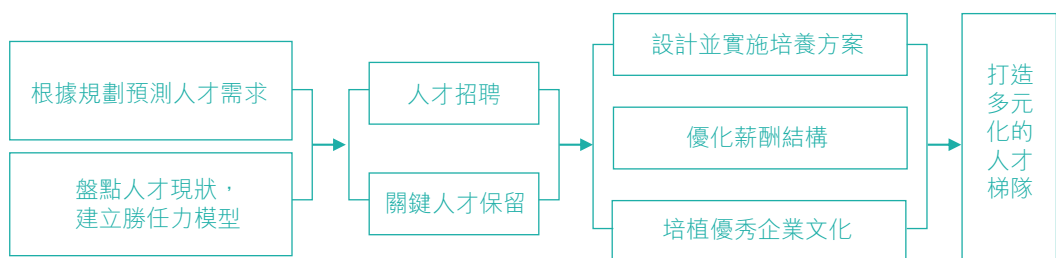 根據規劃預測人才需求
盤點人才現狀，
建立勝任力模型
人才招聘
關鍵人才保留
設計並實施培養方案
優化薪酬結構
培植優秀企業文化
打造
多元
化的
人才
梯隊